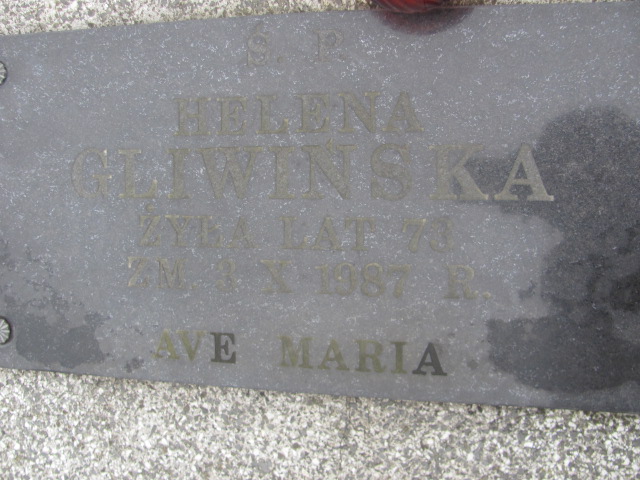 Ś. P.
HELENA
GLIWIŃSKA
ŻYŁA LAT 73
ZM. 3 X 1987 R.
AVE MARIA